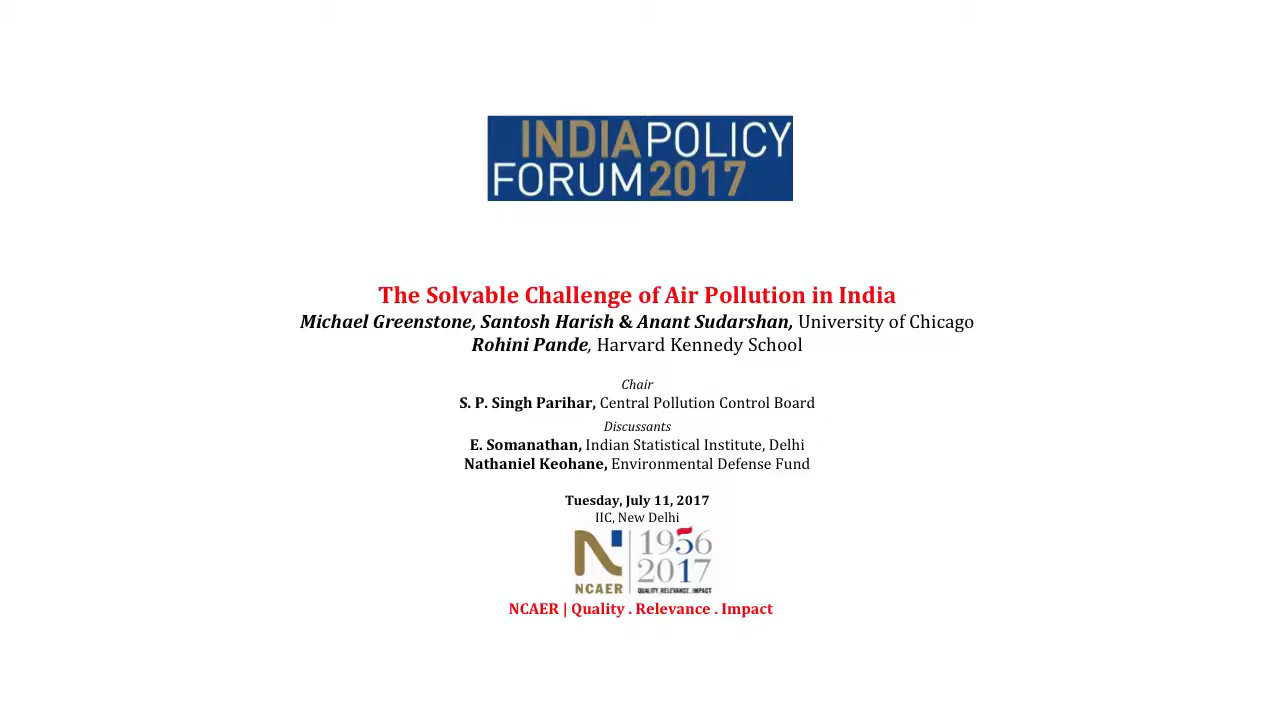 INDIA POLICY
FORUM 2017
The Solvable Challenge of Air Pollution in India
Michael Greenstone, Santosh Harish & Anant Sudarshan, University of Chicago
Rohini Pande, Harvard Kennedy School
Chair
S. P. Singh Parihar, Central Pollution Control Board
Discussants
E. Somanathan, Indian Statistical Institute, Delhi
Nathaniel Keohane, Environmental Defense Fund
Tuesday, July 11, 2017
IIC, New Delhi
1956
2017
NCAER QUALITY. RELEVANCE. IMPACT
NCAER | Quality . Relevance . Impact